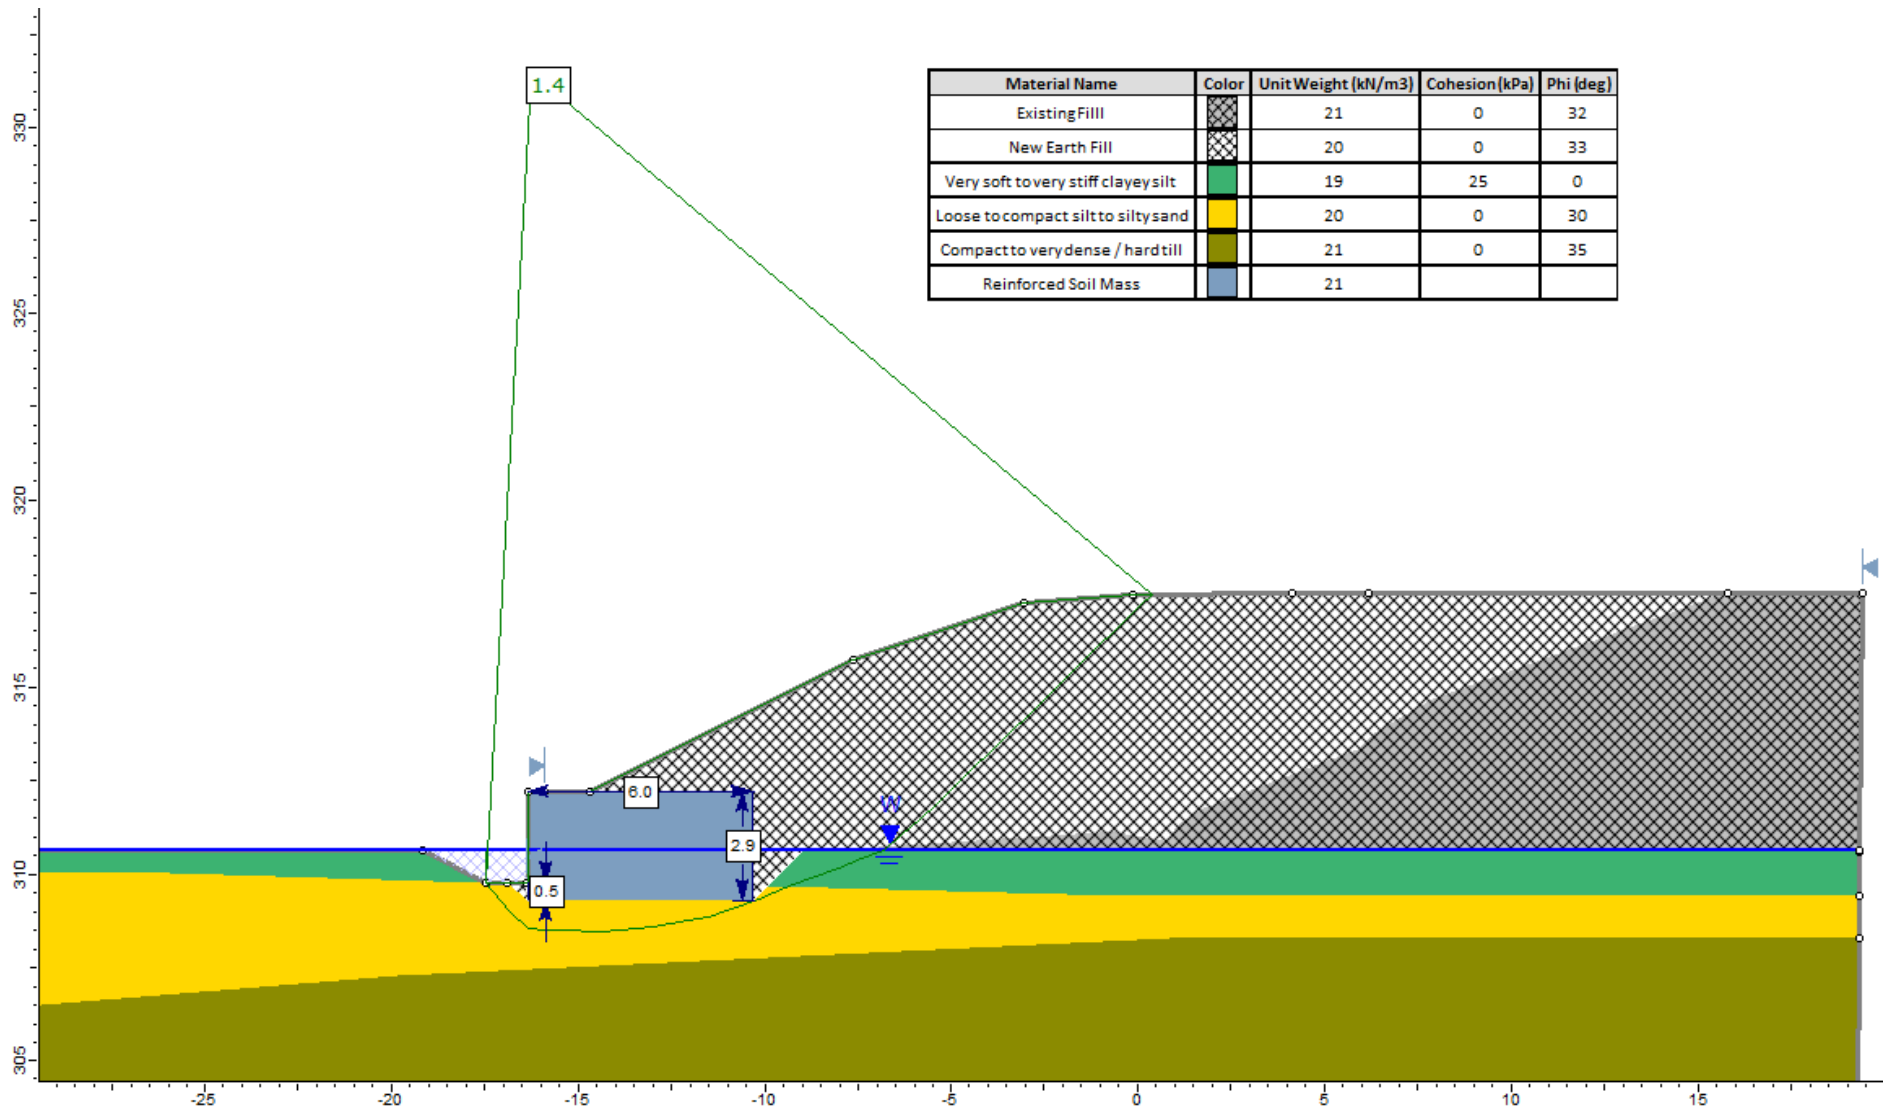 1.4
Material Name Color Unit Weight (kN/m3) Cohesion (kPa) Phi (deg)
Existing Filll 21 0 32
New Earth Fill 20 0 33
Very soft to very stiff clayey silt 19 25 0
Loose to compact silt to silty sand 20 0 30
Compact to very dense / hard till 21 0 35
Reinforced Soil Mass 21
330
325
320
315
310
305
6.0
W
2.9
0.5
-25 -20 -15 -10 -5 0 5 10 15